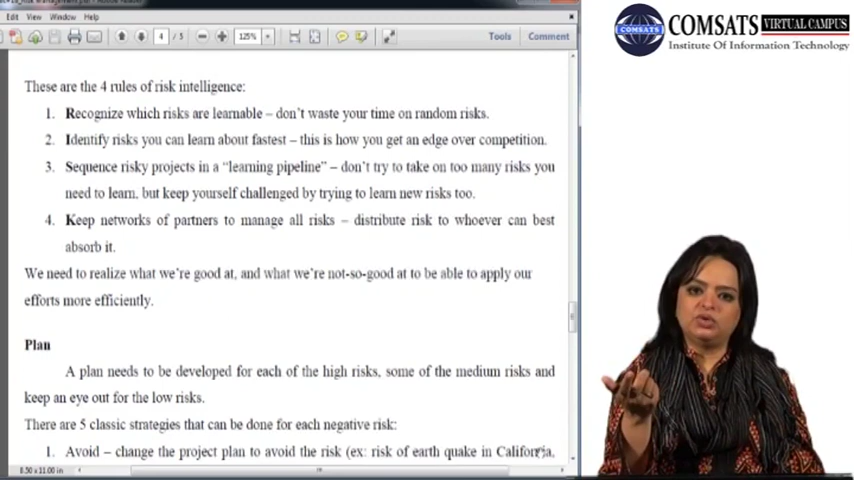 Edit View Window Help
4 / 5
125%
Tools
Comment
COMSATS VIRTUAL CAMPUS
COMSATS
Institute Of Information Technology
These are the 4 rules of risk intelligence:
1. Recognize which risks are learnable – don't waste your time on random risks.
2. Identify risks you can learn about fastest – this is how you get an edge over competition.
3. Sequence risky projects in a "learning pipeline" – don't try to take on too many risks you
need to learn, but keep yourself challenged by trying to learn new risks too.
4. Keep networks of partners to manage all risks – distribute risk to whoever can best
absorb it.
We need to realize what we're good at, and what we're not-so-good at to be able to apply our
efforts more efficiently.
Plan
A plan needs to be developed for each of the high risks, some of the medium risks and
keep an eye out for the low risks.
There are 5 classic strategies that can be done for each negative risk:
1. Avoid – change the project plan to avoid the risk (ex: risk of earth quake in California,
8.50 x 11.00 in